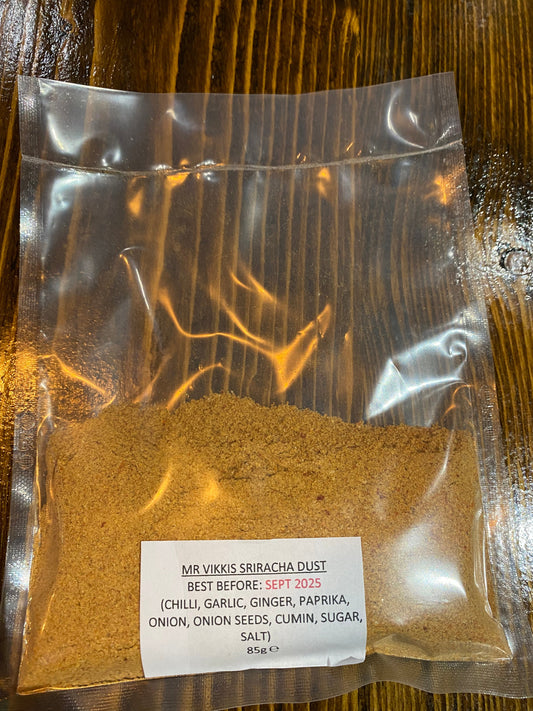 MR VIKKIS SRIRACHA DUST
BEST BEFORE: SEPT 2025
(CHILLI, GARLIC, GINGER, PAPRIKA,
ONION, ONION SEEDS, CUMIN, SUGAR,
SALT)
85g ℮